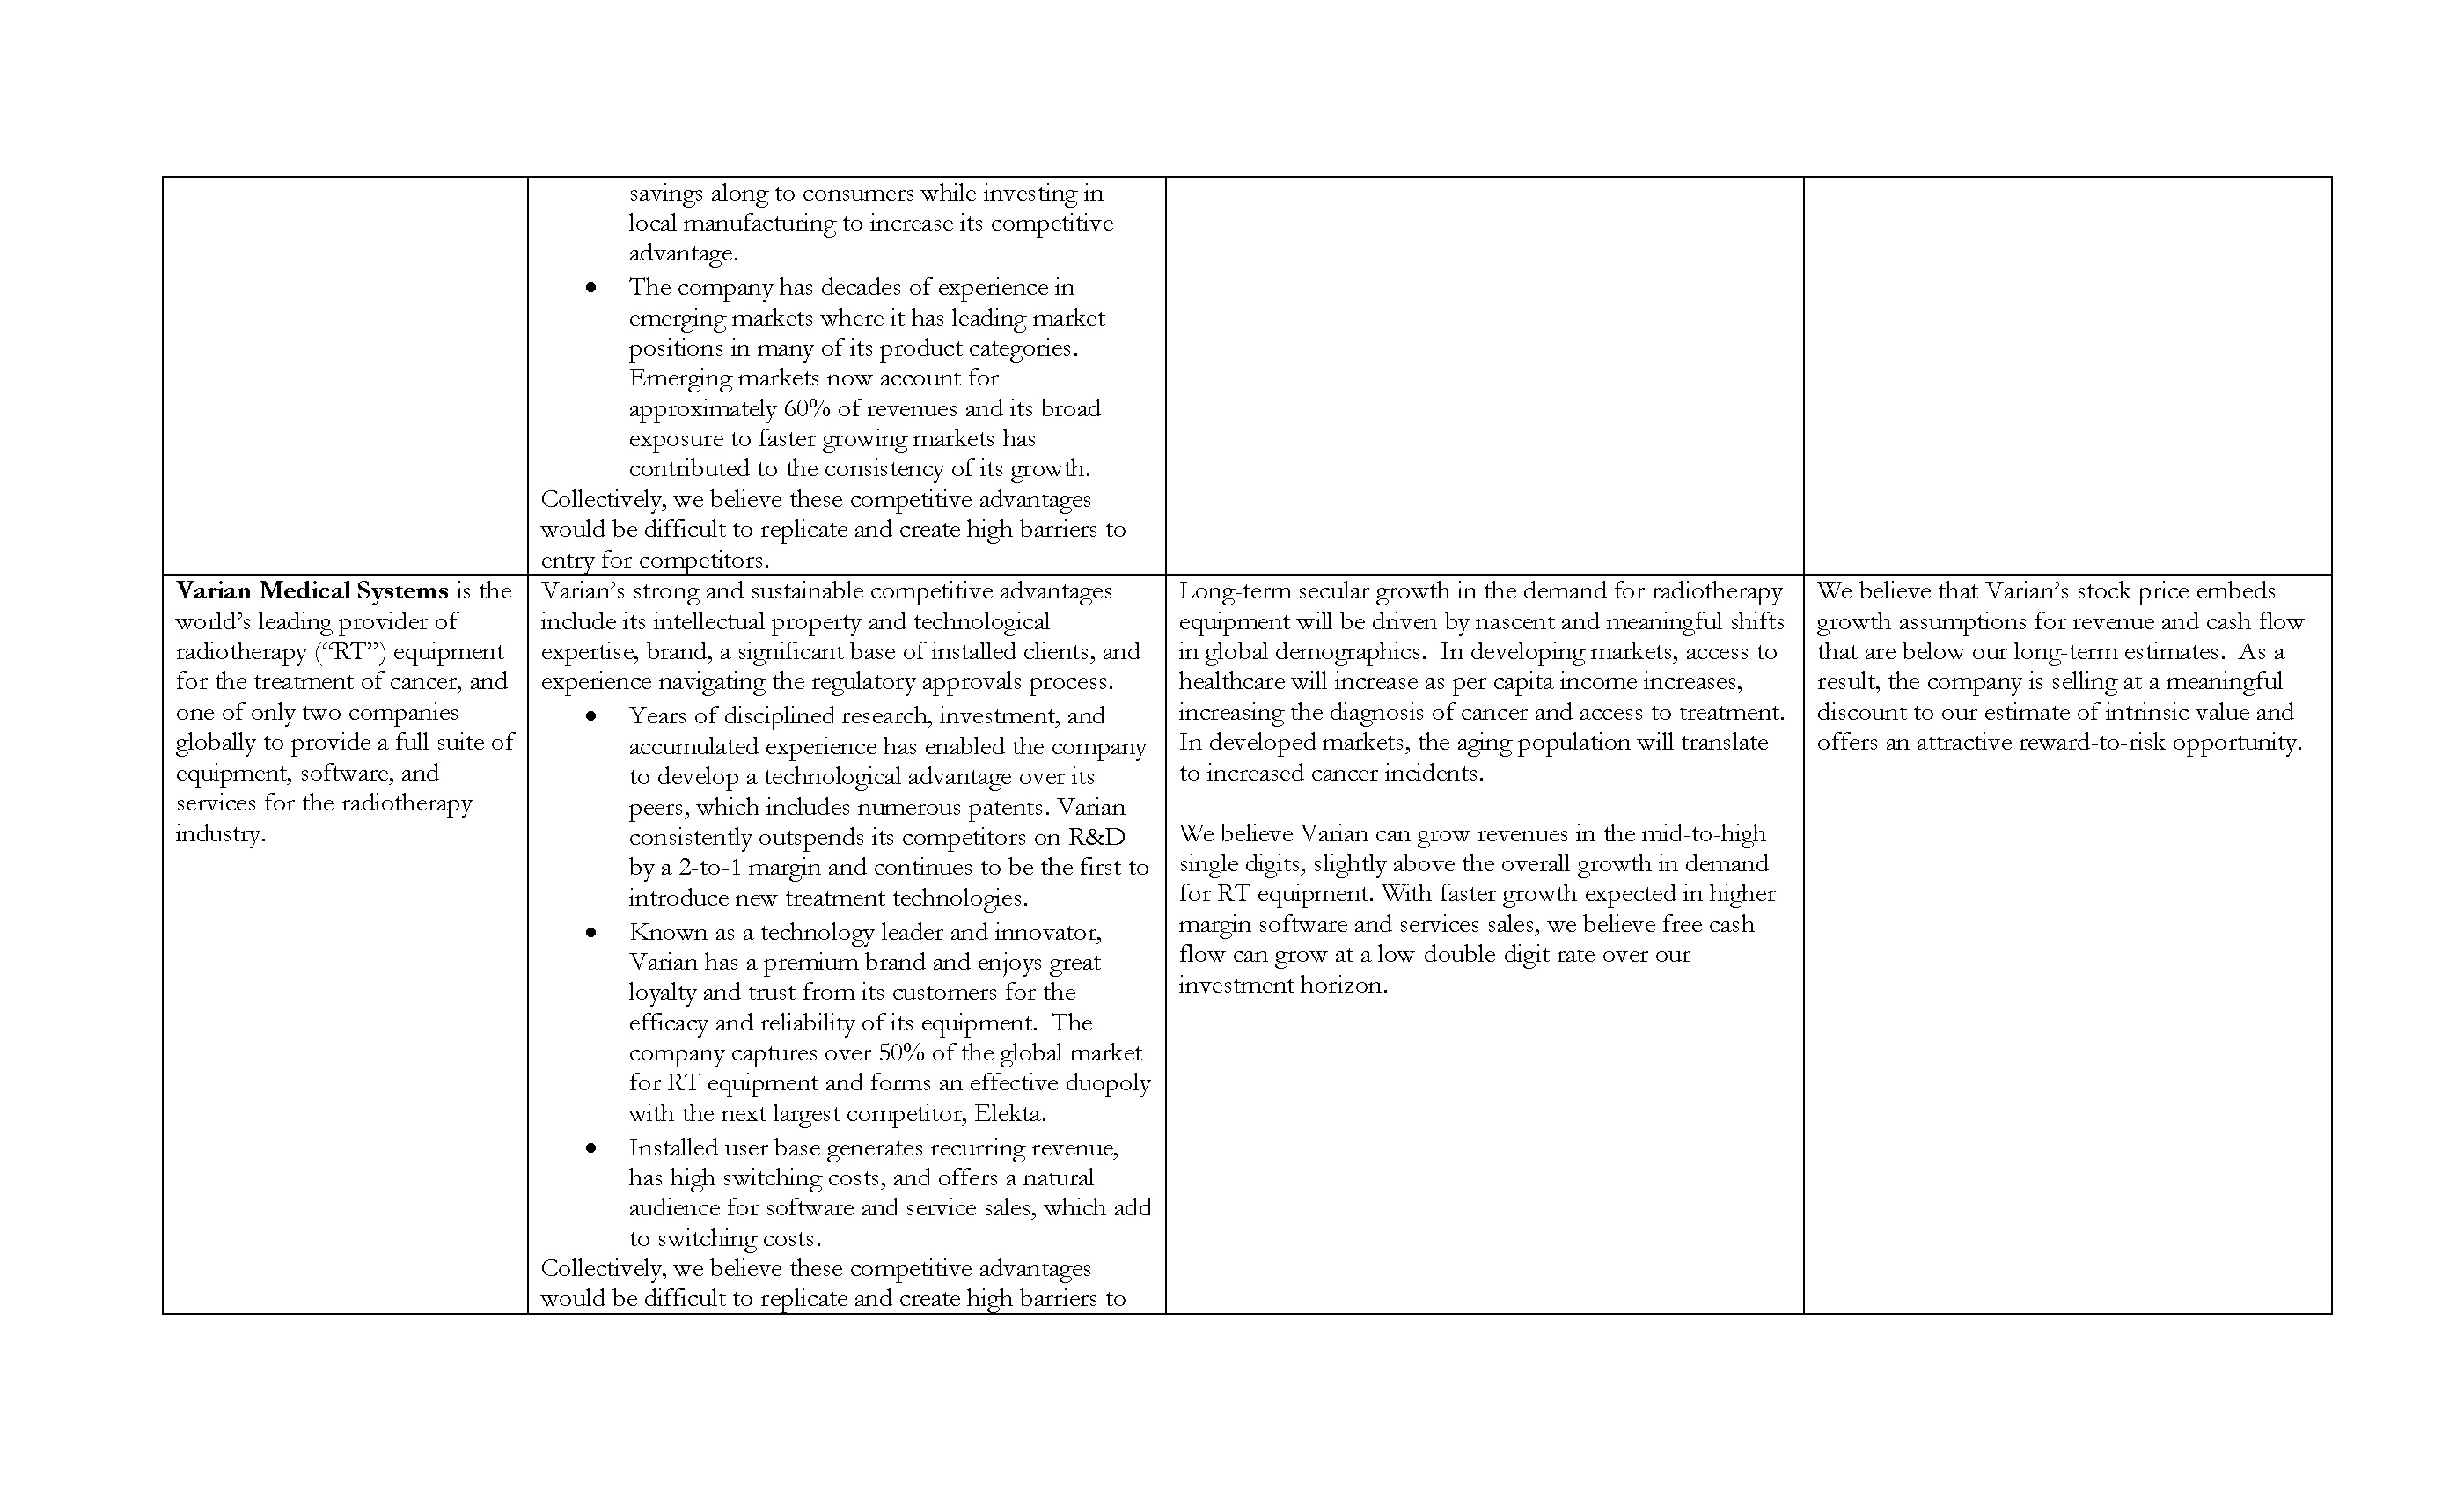 savings along to consumers while investing in
local manufacturing to increase its competitive
advantage.
• The company has decades of experience in
emerging markets where it has leading market
positions in many of its product categories.
Emerging markets now account for
approximately 60% of revenues and its broad
exposure to faster growing markets has
contributed to the consistency of its growth.
Collectively, we believe these competitive advantages
would be difficult to replicate and create high barriers to
entry for competitors.
Varian Medical Systems is the
world’s leading provider of
radiotherapy (“RT”) equipment
for the treatment of cancer, and
one of only two companies
globally to provide a full suite of
equipment, software, and
services for the radiotherapy
industry.
Varian’s strong and sustainable competitive advantages
include its intellectual property and technological
expertise, brand, a significant base of installed clients, and
experience navigating the regulatory approvals process.
• Years of disciplined research, investment, and
accumulated experience has enabled the company
to develop a technological advantage over its
peers, which includes numerous patents. Varian
consistently outspends its competitors on R&D
by a 2-to-1 margin and continues to be the first to
introduce new treatment technologies.
• Known as a technology leader and innovator,
Varian has a premium brand and enjoys great
loyalty and trust from its customers for the
efficacy and reliability of its equipment.  The
company captures over 50% of the global market
for RT equipment and forms an effective duopoly
with the next largest competitor, Elekta.
• Installed user base generates recurring revenue,
has high switching costs, and offers a natural
audience for software and service sales, which add
to switching costs.
Collectively, we believe these competitive advantages
would be difficult to replicate and create high barriers to
Long-term secular growth in the demand for radiotherapy
equipment will be driven by nascent and meaningful shifts
in global demographics.  In developing markets, access to
healthcare will increase as per capita income increases,
increasing the diagnosis of cancer and access to treatment.
In developed markets, the aging population will translate
to increased cancer incidents.
We believe Varian can grow revenues in the mid-to-high
single digits, slightly above the overall growth in demand
for RT equipment. With faster growth expected in higher
margin software and services sales, we believe free cash
flow can grow at a low-double-digit rate over our
investment horizon.
We believe that Varian’s stock price embeds
growth assumptions for revenue and cash flow
that are below our long-term estimates.  As a
result, the company is selling at a meaningful
discount to our estimate of intrinsic value and
offers an attractive reward-to-risk opportunity.